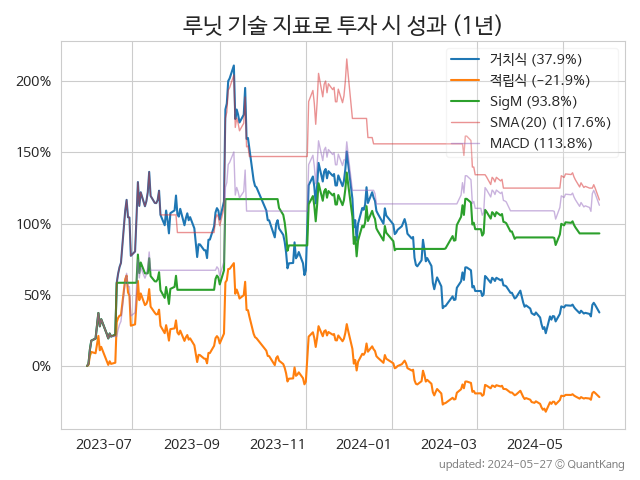 루닛 기술 지표로 투자 시 성과 (1년)
거치식 (37.9%)
적립식 (−21.9%)
SigM (93.8%)
SMA(20) (117.6%)
MACD (113.8%)
200%
150%
100%
50%
0%
2023−07 2023−09 2023−11 2024−01 2024−03 2024−05
updated: 2024-05-27 © QuantKang